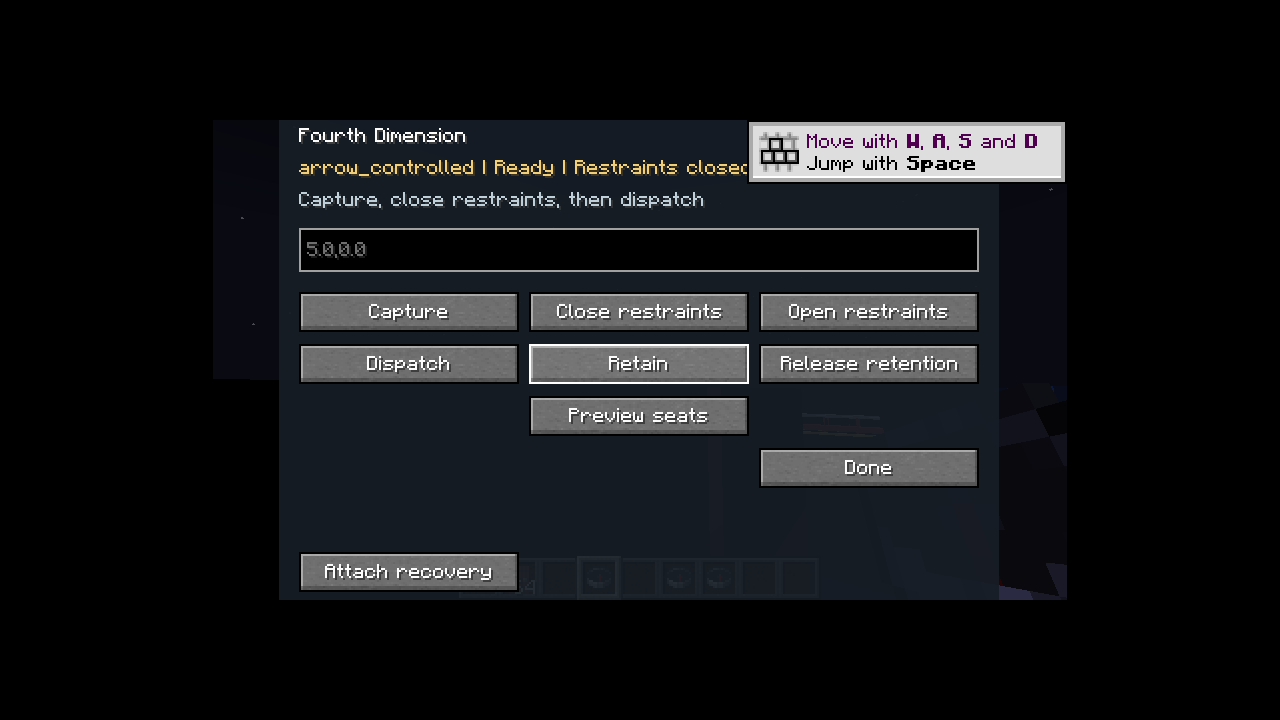 Fourth Dimension
arrow_controlled | Ready | Restraints closed
Capture, close restraints, then dispatch
Move with W, A, S and D
Jump with Space
5.0,0.0
Capture
Close restraints
Open restraints
Dispatch
Retain
Release retention
Preview seats
Done
Attach recovery
64